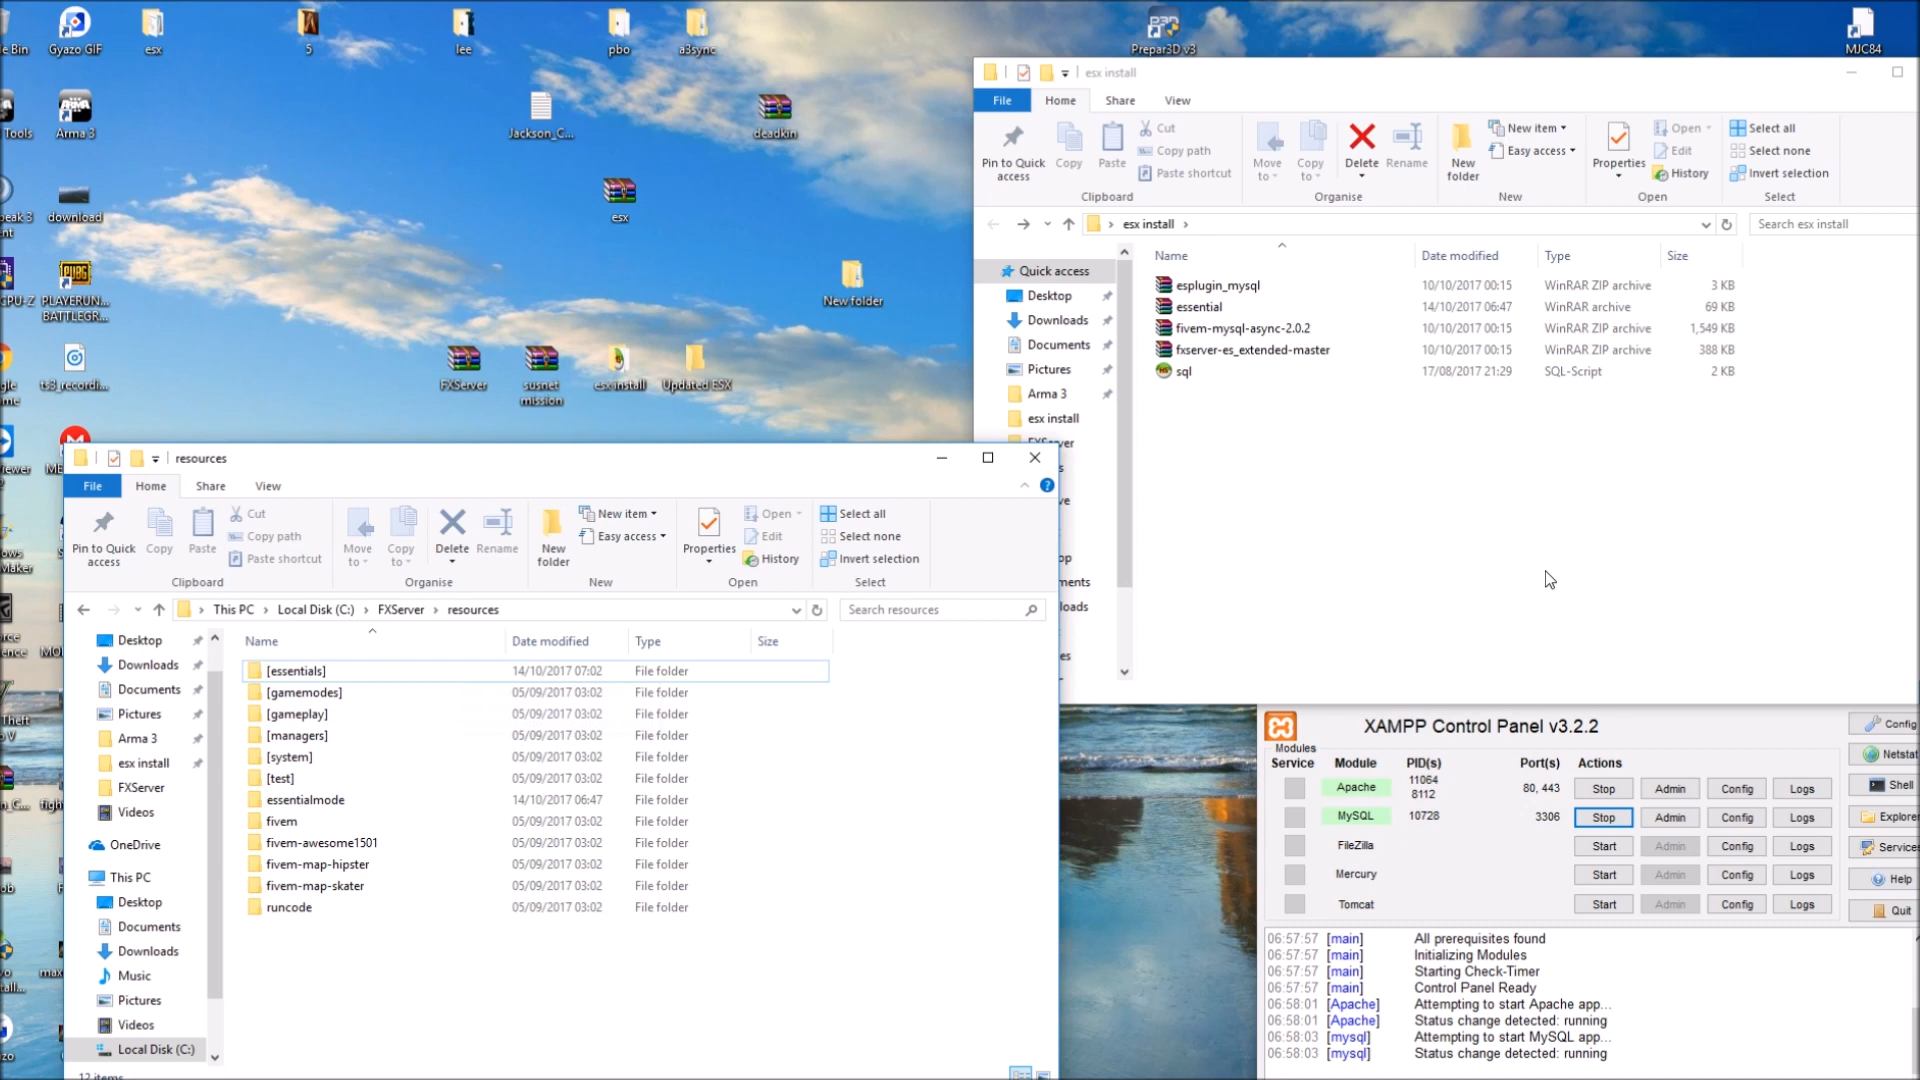 le Bin
Gyazo GIF
esx
5
lee
pbo
a3sync
Prepar3D v3
MJC84
Tools
Arma 3
Jackson_C...
deadkin
peak 3
download
esx
CPU-Z
PLAYERUN...
BATTLEGR...
New folder
ts3_recordi...
FXServer
susnet
mission
esx install
Updated ESX
esx install
File
Home
Share
View
Pin to Quick
access
Copy
Paste
Cut
Copy path
Paste shortcut
Clipboard
Move
to
Copy
to
Delete
Rename
Organise
New
folder
New item
Easy access
New
Properties
Open
Edit
History
Open
Select all
Select none
Invert selection
Select
esx install
Search esx install
Name
Date modified
Type
Size
Quick access
Desktop
Downloads
Documents
Pictures
Arma 3
esx install
esplugin_mysql 10/10/2017 00:15 WinRAR ZIP archive 3 KB
essential 14/10/2017 06:47 WinRAR archive 69 KB
fivem-mysql-async-2.0.2 10/10/2017 00:15 WinRAR ZIP archive 1,549 KB
fxserver-es_extended-master 10/10/2017 00:15 WinRAR ZIP archive 388 KB
sql 17/08/2017 21:29 SQL-Script 2 KB
resources
File
Home
Share
View
Pin to Quick
access
Copy
Paste
Cut
Copy path
Paste shortcut
Clipboard
Move
to
Copy
to
Delete
Rename
Organise
New
folder
New item
Easy access
New
Properties
Open
Edit
History
Open
Select all
Select none
Invert selection
Select
This PC
Local Disk (C:)
FXServer
resources
Search resources
Desktop
Downloads
Documents
Pictures
Arma 3
esx install
FXServer
Videos
OneDrive
This PC
Desktop
Documents
Downloads
Music
Pictures
Videos
Local Disk (C:)
Name
Date modified
Type
Size
[essentials] 14/10/2017 07:02 File folder
[gamemodes] 05/09/2017 03:02 File folder
[gameplay] 05/09/2017 03:02 File folder
[managers] 05/09/2017 03:02 File folder
[system] 05/09/2017 03:02 File folder
[test] 05/09/2017 03:02 File folder
essentialmode 14/10/2017 06:47 File folder
fivem 05/09/2017 03:02 File folder
fivem-awesome1501 05/09/2017 03:02 File folder
fivem-map-hipster 05/09/2017 03:02 File folder
fivem-map-skater 05/09/2017 03:02 File folder
runcode 05/09/2017 03:02 File folder
12 items
XAMPP Control Panel v3.2.2
Modules
Service Module PID(s) Port(s) Actions
Apache 11064
8112 80, 443 Stop Admin Config Logs
MySQL 10728 3306 Stop Admin Config Logs
FileZilla Start Admin Config Logs
Mercury Start Admin Config Logs
Tomcat Start Admin Config Logs
Config
Netstat
Shell
Explorer
Services
Help
Quit
06:57:57 [main] All prerequisites found
06:57:57 [main] Initializing Modules
06:57:57 [main] Starting Check-Timer
06:57:57 [main] Control Panel Ready
06:58:01 [Apache] Attempting to start Apache app...
06:58:01 [Apache] Status change detected: running
06:58:03 [mysql] Attempting to start MySQL app...
06:58:03 [mysql] Status change detected: running